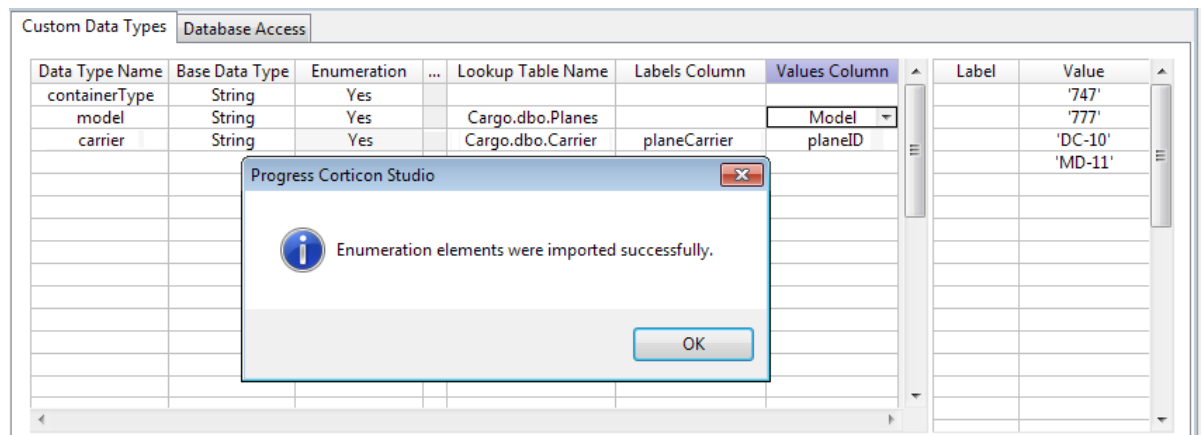 Custom Data Types Database Access
Data Type Name Base Data Type Enumeration ... Lookup Table Name Labels Column Values Column Label Value
containerType String Yes '747'
model String Yes Cargo.dbo.Planes Model '777'
carrier String Yes Cargo.dbo.Carrier planeCarrier planeID 'DC-10'
'MD-11'
Progress Corticon Studio
Enumeration elements were imported successfully.
OK